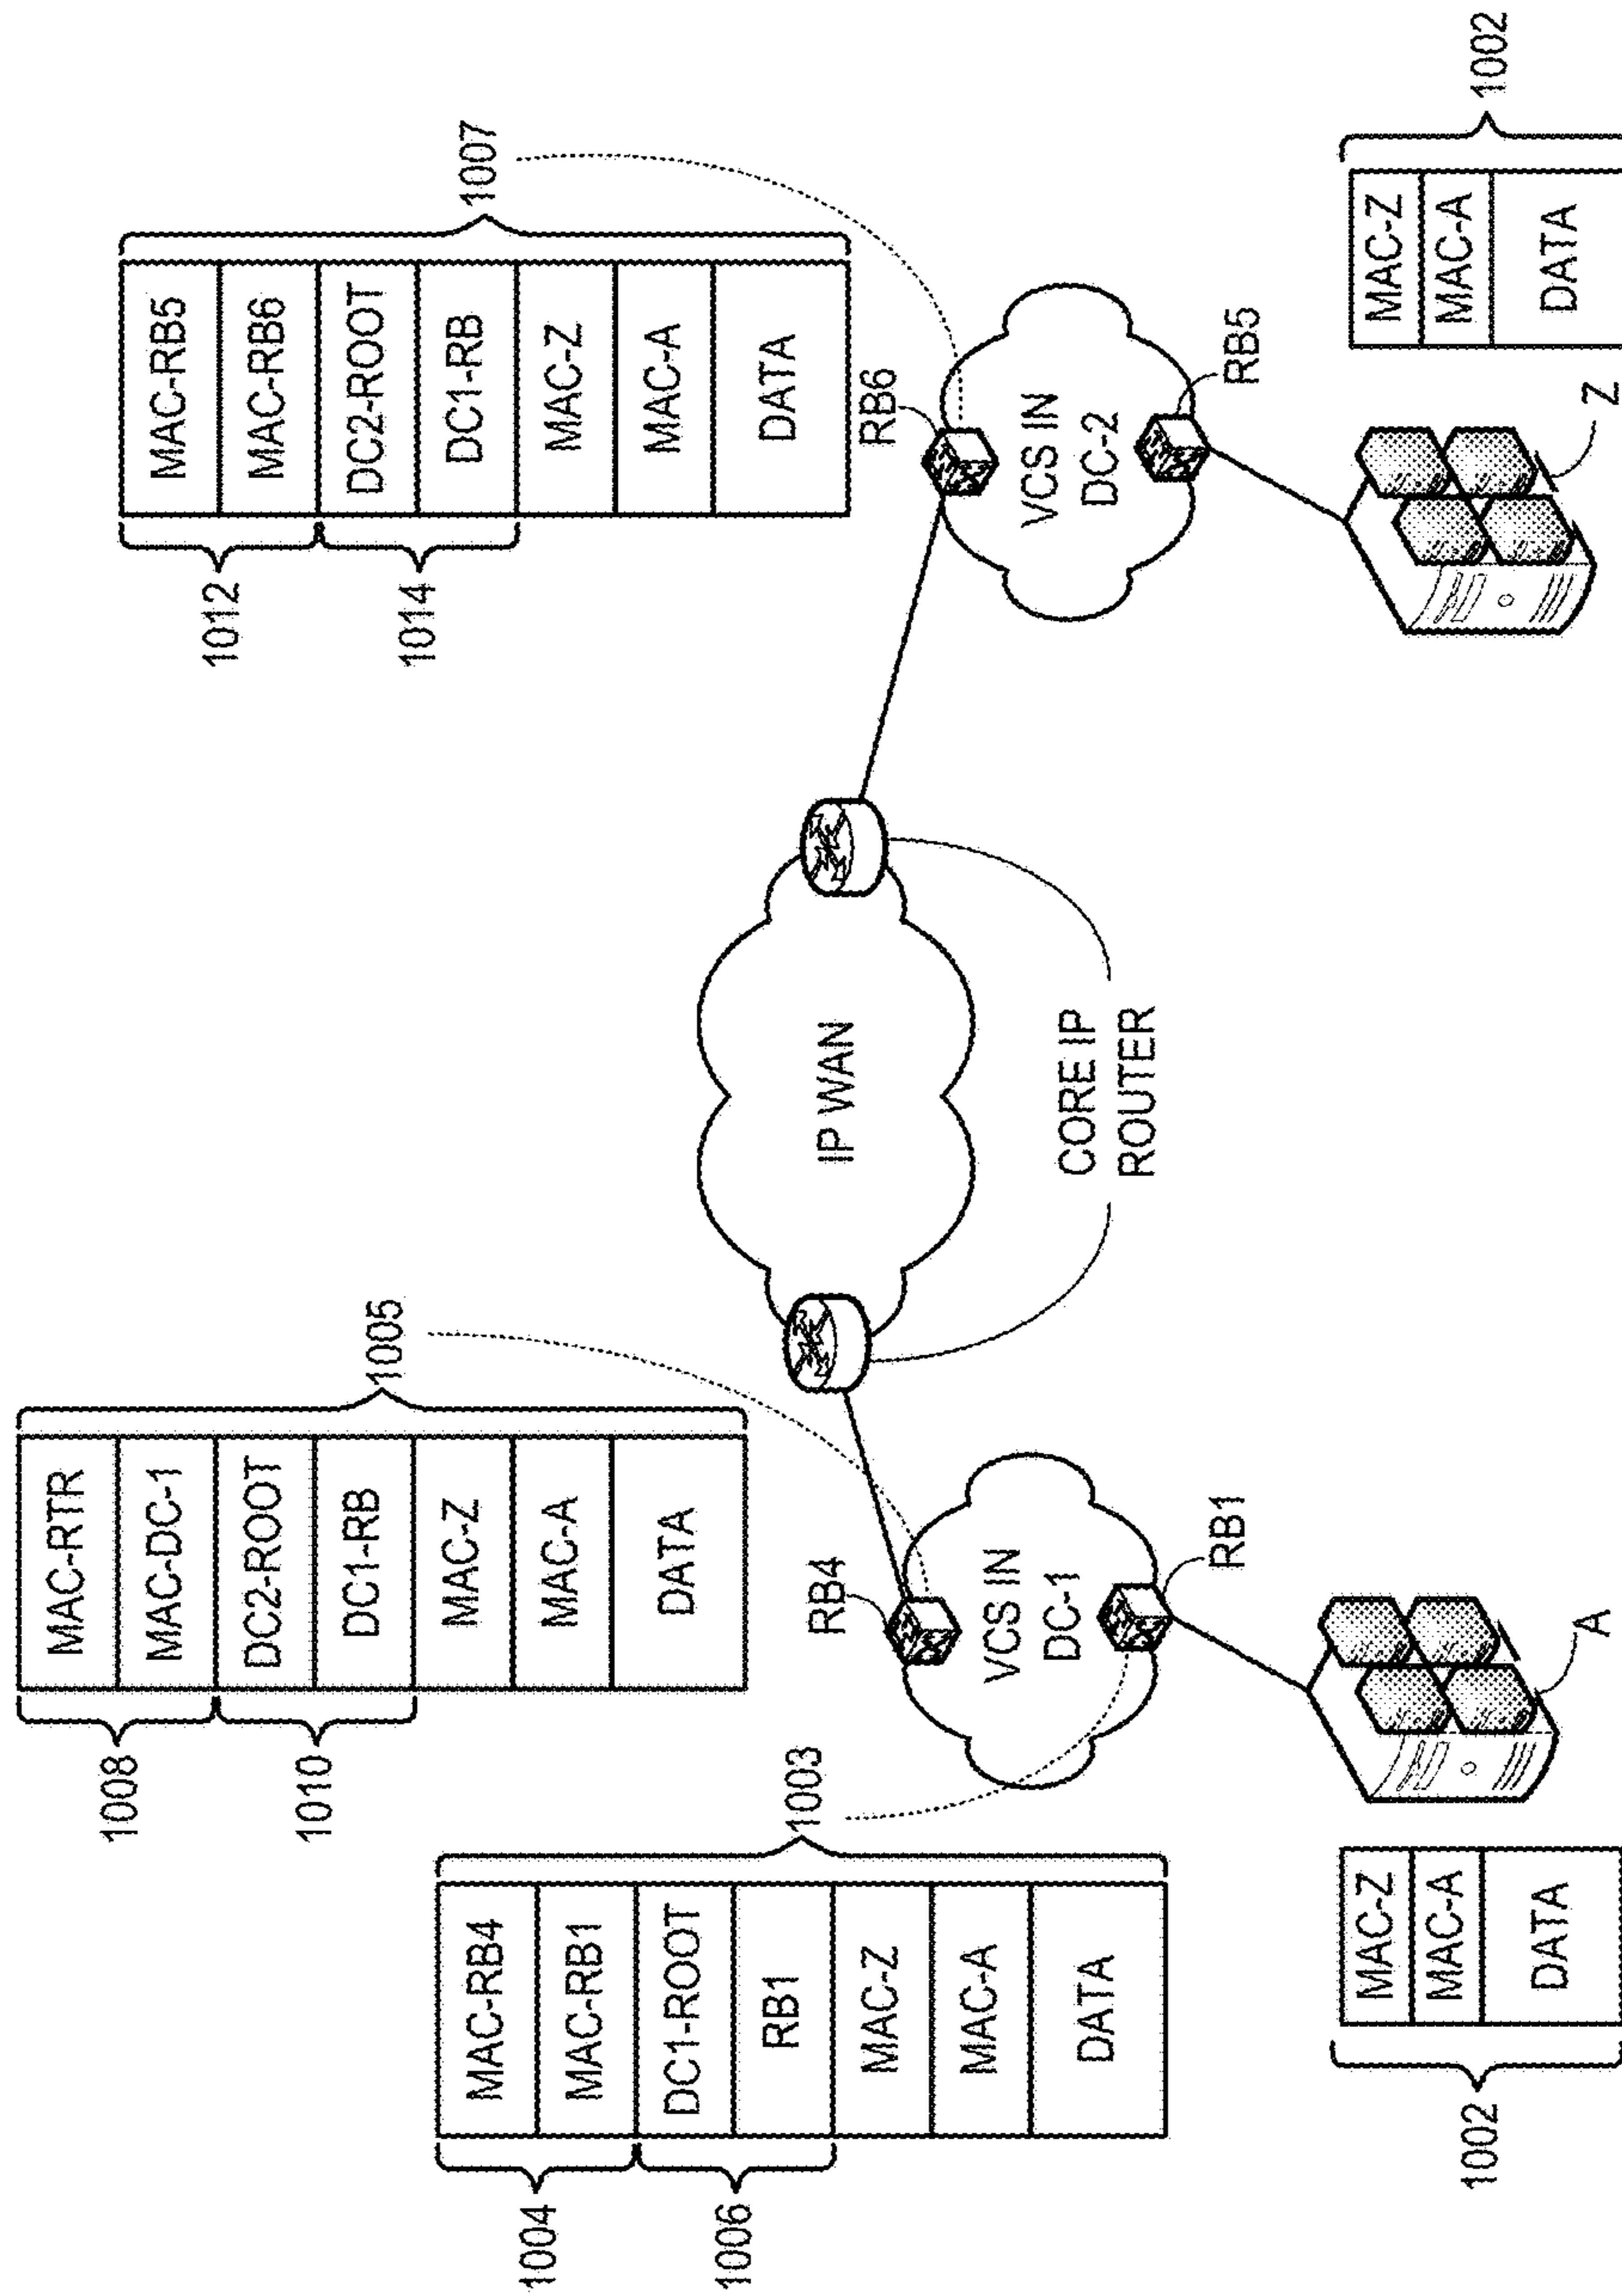 1004
1006
MAC-RB4
MAC-RB1
DC1-ROOT
RB1
MAC-Z
MAC-A
DATA
1003
1008
1010
MAC-RTR
MAC-DC-1
DC2-ROOT
DC1-RB
MAC-Z
MAC-A
DATA
1005
1012
1014
MAC-RB5
MAC-RB6
DC2-ROOT
DC1-RB
MAC-Z
MAC-A
DATA
1007
RB4
VCS IN
DC-1
RB1
IP WAN
CORE IP
ROUTER
RB6
VCS IN
DC-2
RB5
1002
MAC-Z
MAC-A
DATA
A
Z
MAC-Z
MAC-A
DATA
1002